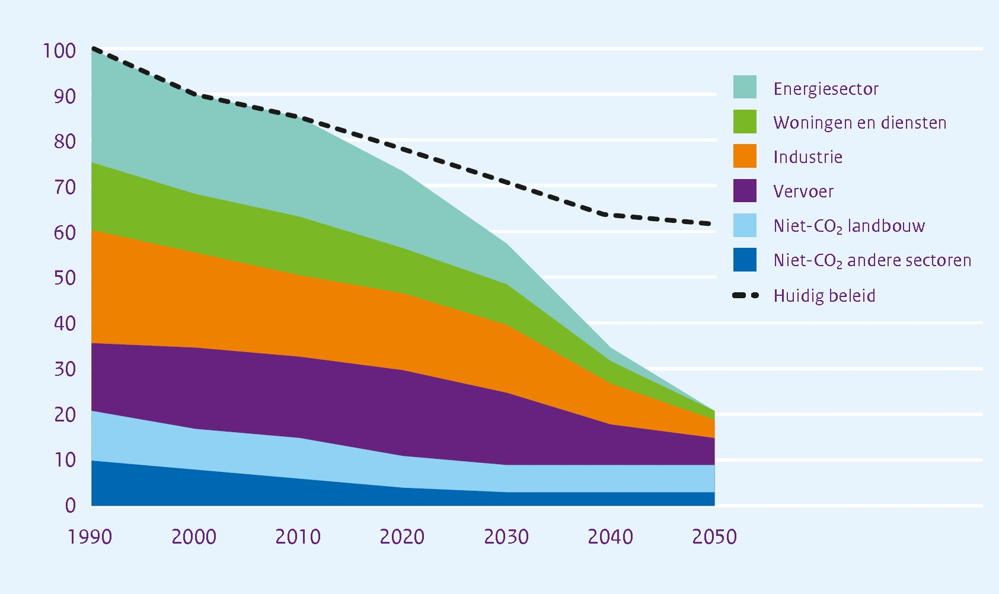 100
90
80
70
60
50
40
30
20
10
0
1990 2000 2010 2020 2030 2040 2050
Energiesector
Woningen en diensten
Industrie
Vervoer
Niet-CO₂ landbouw
Niet-CO₂ andere sectoren
Huidig beleid